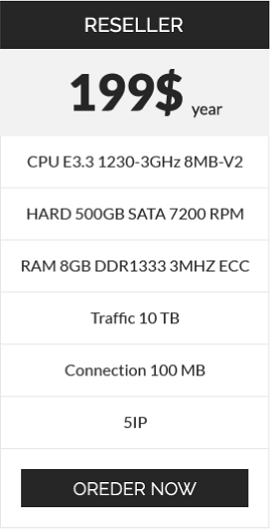 RESELLER
199$ year
CPU E3.3 1230-3GHz 8MB-V2
HARD 500GB SATA 7200 RPM
RAM 8GB DDR1333 3MHZ ECC
Traffic 10 TB
Connection 100 MB
5IP
OREDER NOW